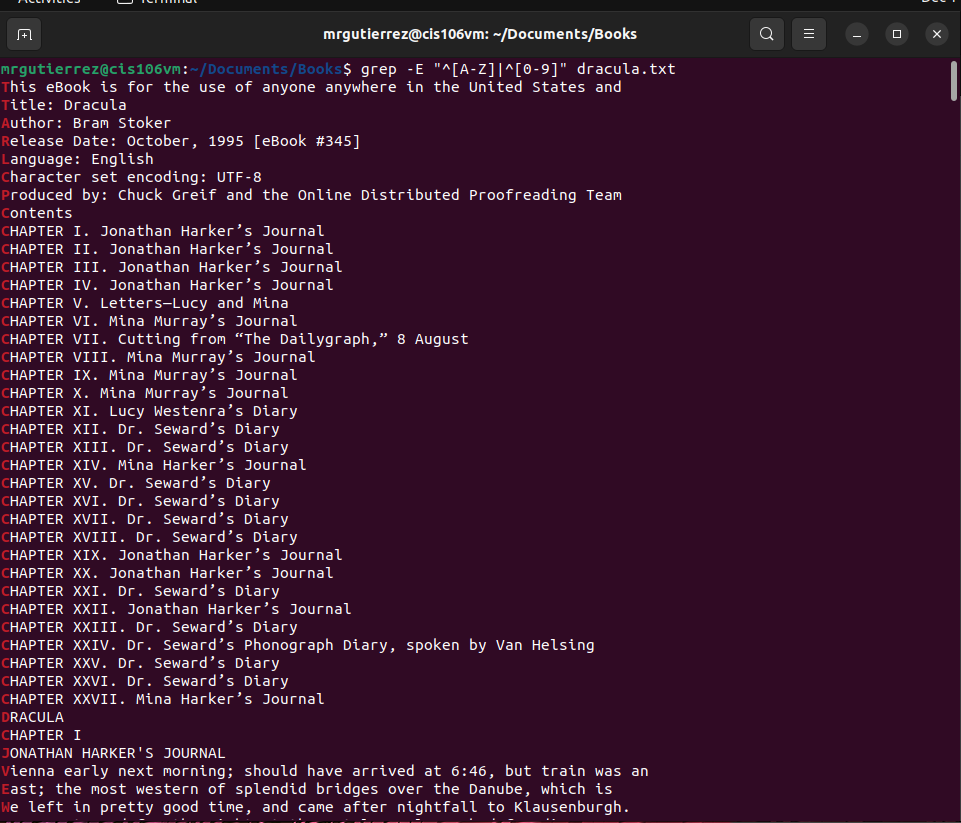 Activities Terminal Dec
mrgutierrez@cis106vm: ~/Documents/Books
mrgutierrez@cis106vm:~/Documents/Books$ grep -E "^[A-Z]|^[0-9]" dracula.txt
This eBook is for the use of anyone anywhere in the United States and
Title: Dracula
Author: Bram Stoker
Release Date: October, 1995 [eBook #345]
Language: English
Character set encoding: UTF-8
Produced by: Chuck Greif and the Online Distributed Proofreading Team
Contents
CHAPTER I. Jonathan Harker’s Journal
CHAPTER II. Jonathan Harker’s Journal
CHAPTER III. Jonathan Harker’s Journal
CHAPTER IV. Jonathan Harker’s Journal
CHAPTER V. Letters—Lucy and Mina
CHAPTER VI. Mina Murray’s Journal
CHAPTER VII. Cutting from “The Dailygraph,” 8 August
CHAPTER VIII. Mina Murray’s Journal
CHAPTER IX. Mina Murray’s Journal
CHAPTER X. Mina Murray’s Journal
CHAPTER XI. Lucy Westenra’s Diary
CHAPTER XII. Dr. Seward’s Diary
CHAPTER XIII. Dr. Seward’s Diary
CHAPTER XIV. Mina Harker’s Journal
CHAPTER XV. Dr. Seward’s Diary
CHAPTER XVI. Dr. Seward’s Diary
CHAPTER XVII. Dr. Seward’s Diary
CHAPTER XVIII. Dr. Seward’s Diary
CHAPTER XIX. Jonathan Harker’s Journal
CHAPTER XX. Jonathan Harker’s Journal
CHAPTER XXI. Dr. Seward’s Diary
CHAPTER XXII. Jonathan Harker’s Journal
CHAPTER XXIII. Dr. Seward’s Diary
CHAPTER XXIV. Dr. Seward’s Phonograph Diary, spoken by Van Helsing
CHAPTER XXV. Dr. Seward’s Diary
CHAPTER XXVI. Dr. Seward’s Diary
CHAPTER XXVII. Mina Harker’s Journal
DRACULA
CHAPTER I
JONATHAN HARKER'S JOURNAL
Vienna early next morning; should have arrived at 6:46, but train was an
East; the most western of splendid bridges over the Danube, which is
We left in pretty good time, and came after nightfall to Klausenburgh.